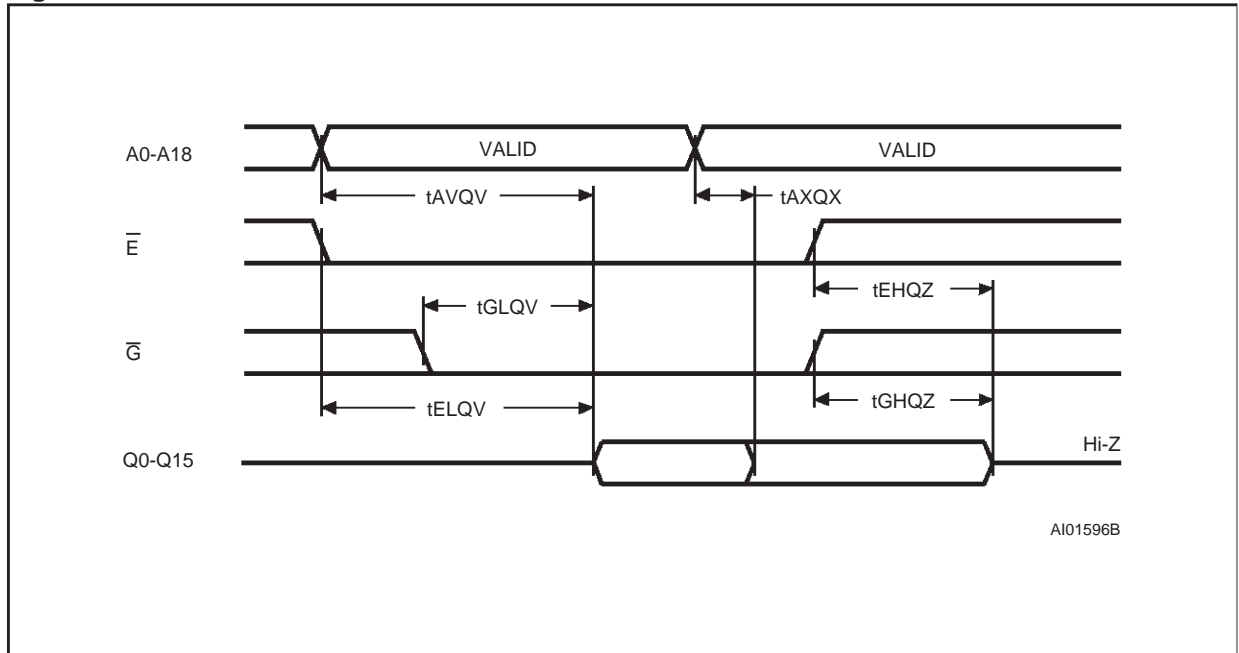 A0-A18
VALID
VALID
tAVQV
tAXQX
E̅
tEHQZ
tGLQV
G̅
tGHQZ
tELQV
Q0-Q15
Hi-Z
AI01596B